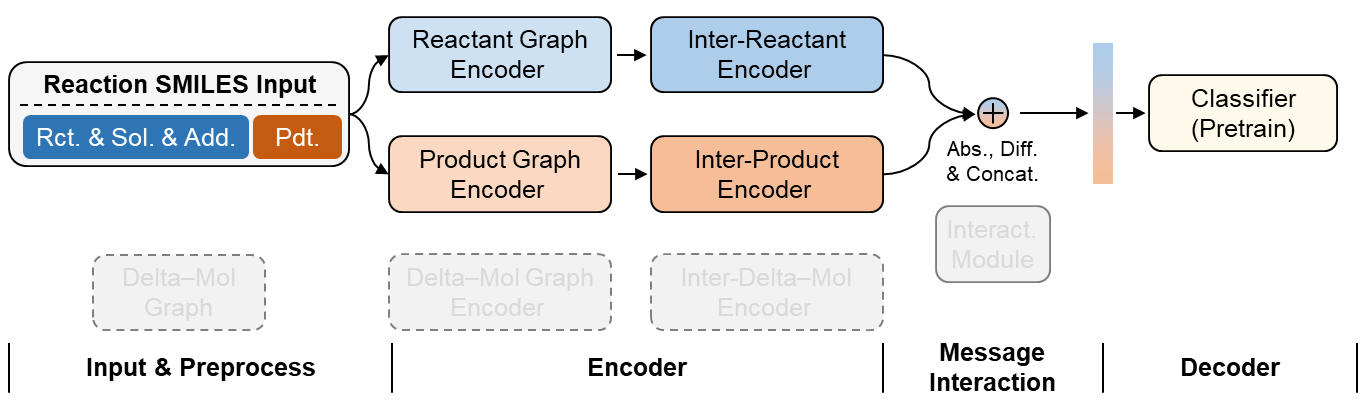 Reaction SMILES Input
Rct. & Sol. & Add.
Pdt.
Reactant Graph
Encoder
Inter-Reactant
Encoder
Product Graph
Encoder
Inter-Product
Encoder
Abs., Diff.
& Concat.
Classifier
(Pretrain)
Interact.
Module
Delta–Mol
Graph
Delta–Mol Graph
Encoder
Inter-Delta–Mol
Encoder
Input & Preprocess
Encoder
Message
Interaction
Decoder